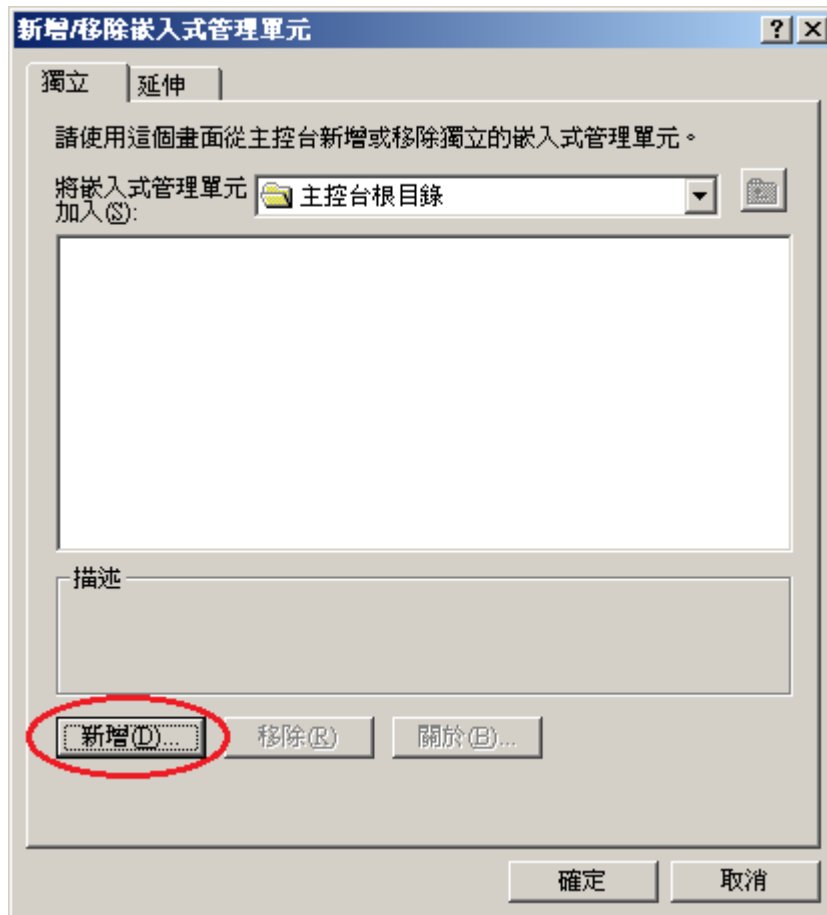 新增/移除嵌入式管理單元
獨立
延伸
請使用這個畫面從主控台新增或移除獨立的嵌入式管理單元。
將嵌入式管理單元
加入(S):
主控台根目錄
描述
新增(D)...
移除(R)
關於(B)...
確定
取消